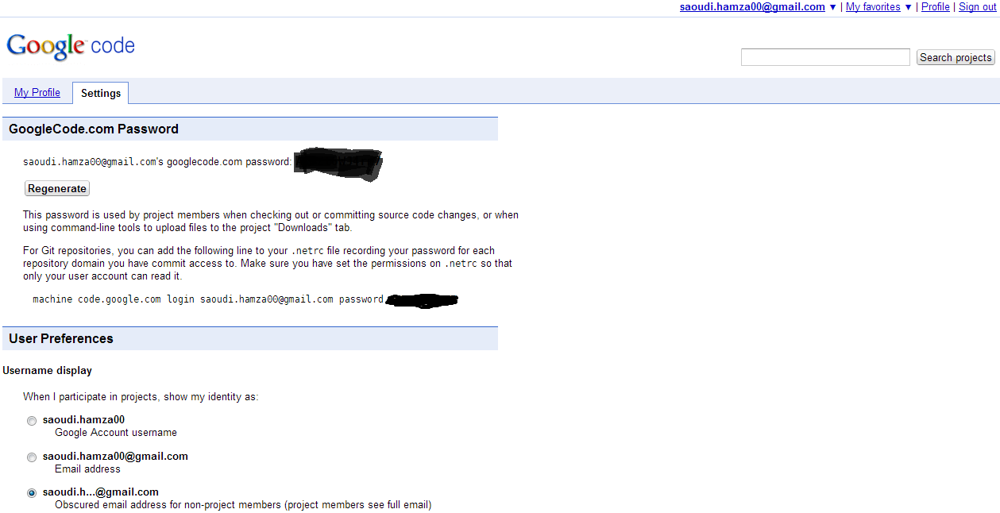 saoudi.hamza00@gmail.com ▼ | My favorites ▼ | Profile | Sign out
Google code
Search projects
My Profile Settings
GoogleCode.com Password
saoudi.hamza00@gmail.com's googlecode.com password:
Regenerate
This password is used by project members when checking out or committing source code changes, or when
using command-line tools to upload files to the project "Downloads" tab.
For Git repositories, you can add the following line to your .netrc file recording your password for each
repository domain you have commit access to. Make sure you have set the permissions on .netrc so that
only your user account can read it.
machine code.google.com login saoudi.hamza00@gmail.com password
User Preferences
Username display
When I participate in projects, show my identity as:
saoudi.hamza00
Google Account username
saoudi.hamza00@gmail.com
Email address
saoudi.h...@gmail.com
Obscured email address for non-project members (project members see full email)